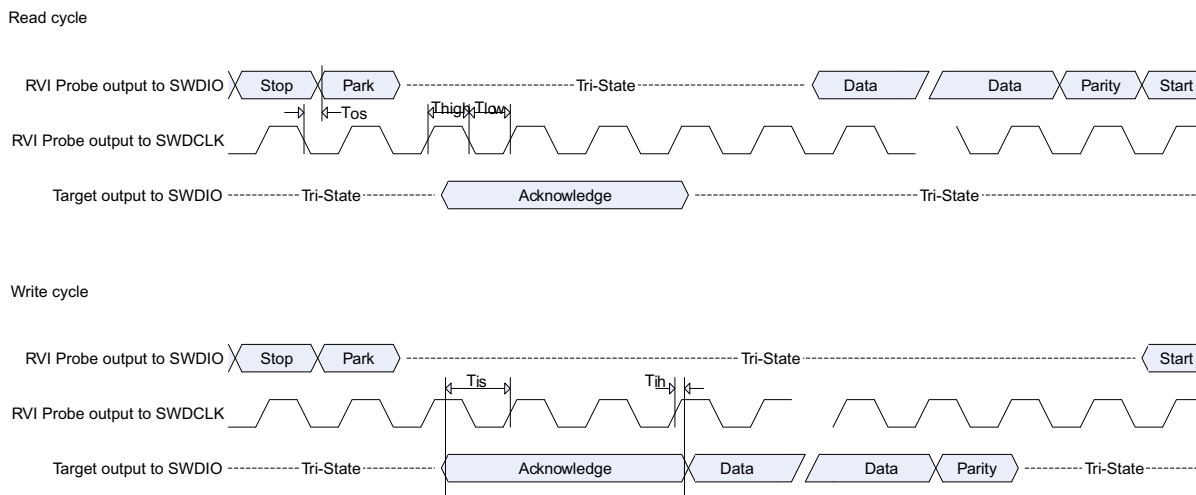 Read cycle
RVI Probe output to SWDIO Stop Park Tri-State Data Data Parity Start
Tos Thigh Tlow
RVI Probe output to SWDCLK
Target output to SWDIO Tri-State Acknowledge Tri-State
Write cycle
RVI Probe output to SWDIO Stop Park Tri-State Start
Tis Tih
RVI Probe output to SWDCLK
Target output to SWDIO Tri-State Acknowledge Data Data Parity Tri-State